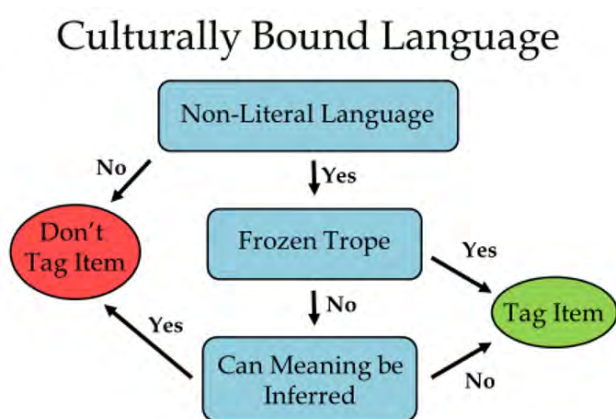 Culturally Bound Language
Non-Literal Language
No
Yes
Don't
Tag Item
Frozen Trope
Yes
No
Tag Item
Yes
Can Meaning be
Inferred
No